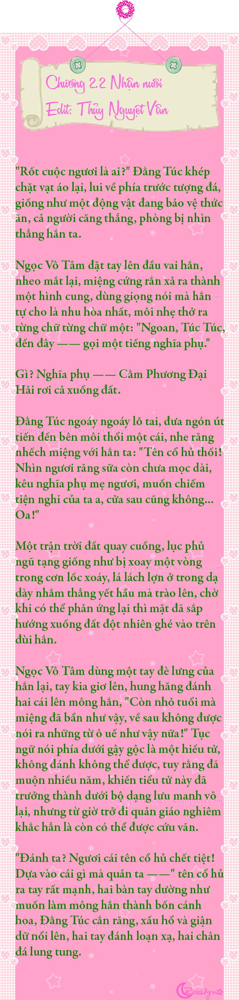 Chương 2.2 Nhận nuôi
Edit: Thủy Nguyệt Vân
"Rốt cuộc ngươi là ai?" Đằng Túc khép
chặt vạt áo lại, lui về phía trước tượng đá,
giống như một động vật đang bảo vệ thức
ăn, cả người căng thẳng, phòng bị nhìn
thẳng hắn ta.
Ngọc Vô Tâm đặt tay lên đầu vai hắn,
nheo mắt lại, miệng cứng rắn xả ra thành
một hình cung, dùng giọng nói mà hắn
tự cho là nhu hòa nhất, môi nhẹ thở ra
từng chữ từng chữ một: "Ngoan, Túc Túc,
đến đây —— gọi một tiếng nghĩa phụ."
Gì? Nghĩa phụ —— Cằm Phương Đại
Hải rơi cả xuống đất.
Đằng Túc ngoáy ngoáy lỗ tai, đưa ngón út
tiến đến bên môi thổi một cái, nhe răng
nhếch miệng với hắn ta: "Tên cổ hủ thối!
Nhìn ngươi răng sữa còn chưa mọc dài,
kêu nghĩa phụ mẹ ngươi, muốn chiếm
tiện nghi của ta a, cửa sau cũng không...
Oa!"
Một trận trời đất quay cuồng, lục phủ
ngũ tạng giống như bị xoay một vòng
trong cơn lốc xoáy, lá lách lợn ở trong dạ
dày nhắm thẳng yết hầu mà trào lên, chờ
khi có thể phản ứng lại thì mặt đã sắp
hướng xuống đất đột nhiên ghé vào trên
đùi hắn.
Ngọc Vô Tâm dùng một tay đè lưng của
hắn lại, tay kia giơ lên, hung hăng đánh
hai cái lên mông hắn, "Còn nhỏ tuổi mà
miệng đã bẩn như vậy, về sau không được
nói ra những từ ô uế như vậy nữa!" Tục
ngữ nói phía dưới gậy gộc là một hiếu tử,
không đánh không thể được, tuy rằng đã
muộn nhiều năm, khiến tiểu tử này đã
trưởng thành dưới bộ dạng lưu manh vô
lại, nhưng từ giờ trở đi quản giáo nghiêm
khắc hẳn là còn có thể được cứu vãn.
"Đánh ta? Ngươi cái tên cổ hủ chết tiệt!
Dựa vào cái gì mà quản ta ——" tên cổ hủ
ra tay rất mạnh, hai bàn tay dường như
muốn làm mông hắn thành bốn cánh
hoa, Đằng Túc cắn răng, xấu hổ và giận
dữ nổi lên, hai tay đánh loạn xạ, hai chân
đá lung tung.
Rosalyn